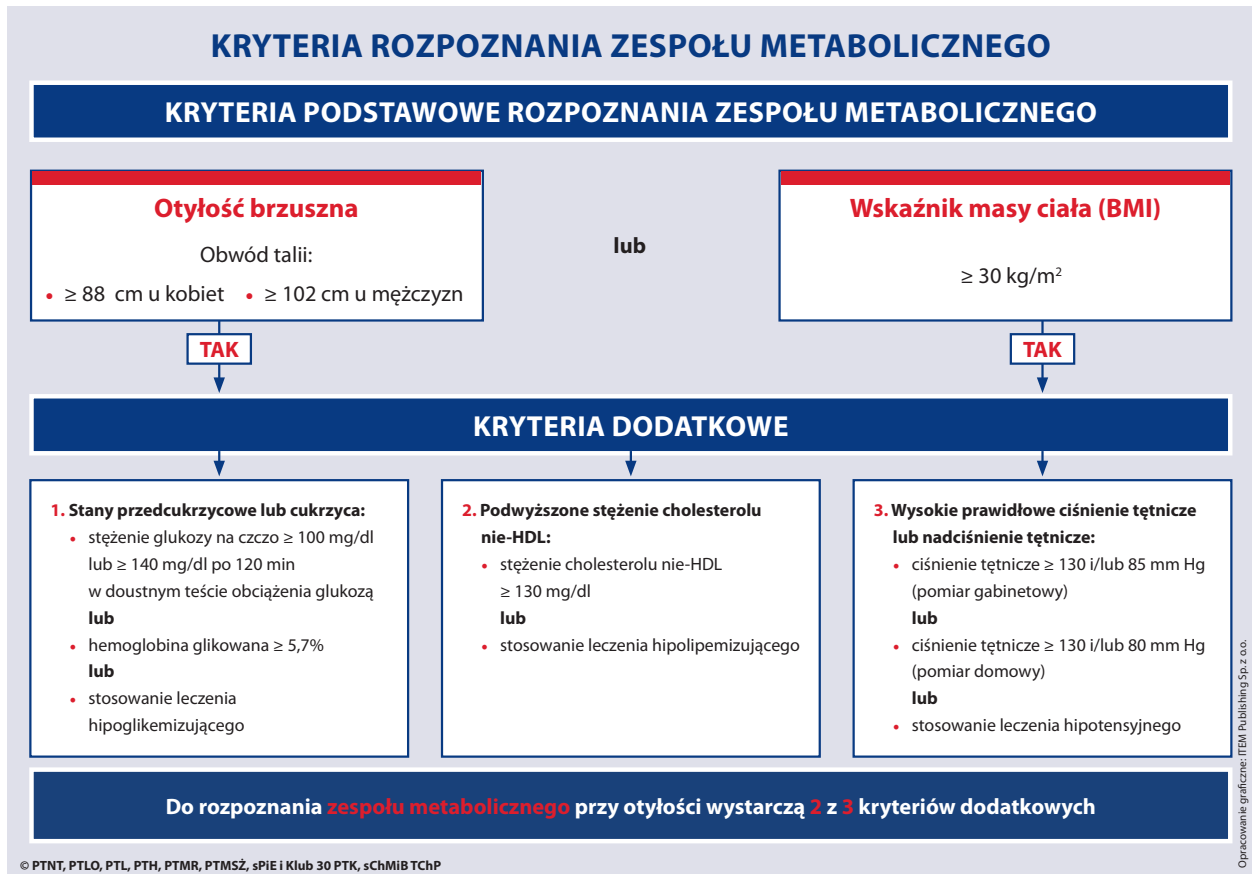 KRYTERIA ROZPOZNANIA ZESPOŁU METABOLICZNEGO
KRYTERIA PODSTAWOWE ROZPOZNANIA ZESPOŁU METABOLICZNEGO
Otyłość brzuszna
Obwód talii:
• ≥ 88 cm u kobiet • ≥ 102 cm u mężczyzn
lub
Wskaźnik masy ciała (BMI)
≥ 30 kg/m²
TAK
TAK
KRYTERIA DODATKOWE
1. Stany przedcukrzycowe lub cukrzyca:
• stężenie glukozy na czczo ≥ 100 mg/dl
lub ≥ 140 mg/dl po 120 min
w doustnym teście obciążenia glukozą
lub
• hemoglobina glikowana ≥ 5,7%
lub
• stosowanie leczenia
hipoglikemizującego
2. Podwyższone stężenie cholesterolu
nie-HDL:
• stężenie cholesterolu nie-HDL
≥ 130 mg/dl
lub
• stosowanie leczenia hipolipemizującego
3. Wysokie prawidłowe ciśnienie tętnicze
lub nadciśnienie tętnicze:
• ciśnienie tętnicze ≥ 130 i/lub 85 mm Hg
(pomiar gabinetowy)
lub
• ciśnienie tętnicze ≥ 130 i/lub 80 mm Hg
(pomiar domowy)
lub
• stosowanie leczenia hipotensyjnego
Do rozpoznania zespołu metabolicznego przy otyłości wystarczą 2 z 3 kryteriów dodatkowych
© PTNT, PTLO, PTL, PTH, PTMR, PTMSŻ, sPiE i Klub 30 PTK, sChMiB TChP
Opracowanie graficzne: ITEM Publishing Sp. z o.o.